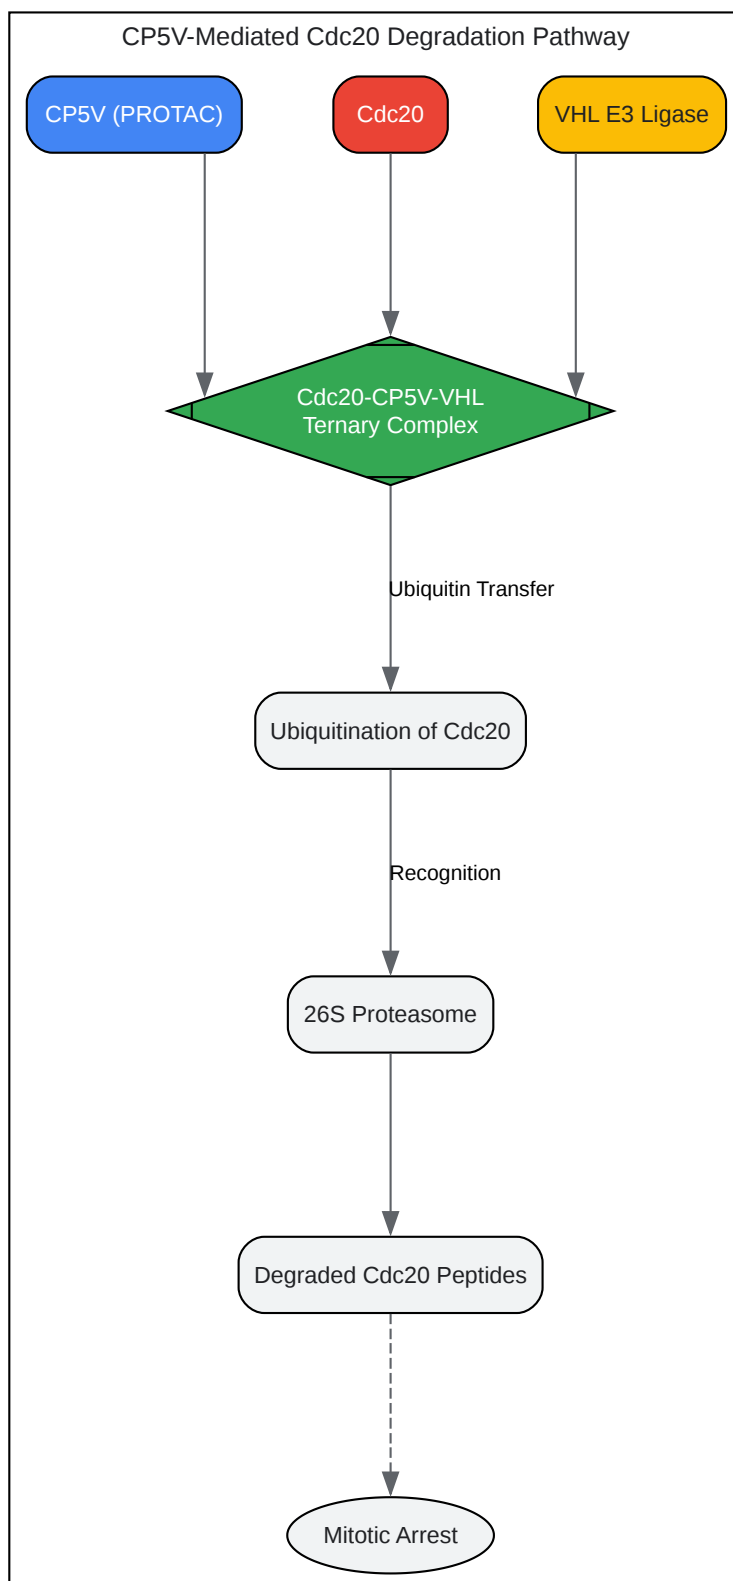 CP5V-Mediated Cdc20 Degradation Pathway
CP5V (PROTAC)
Cdc20
VHL E3 Ligase
Cdc20-CP5V-VHL
Ternary Complex
Ubiquitin Transfer
Ubiquitination of Cdc20
Recognition
26S Proteasome
Degraded Cdc20 Peptides
Mitotic Arrest